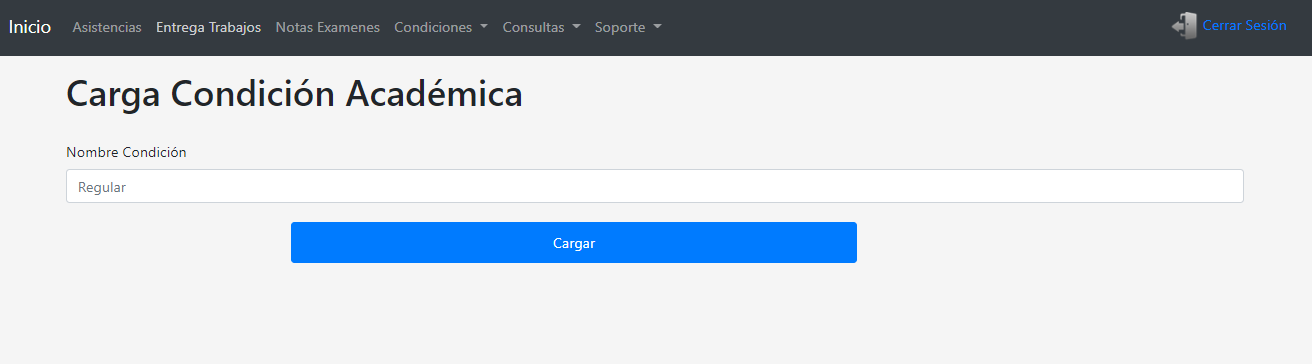 Inicio Asistencias Entrega Trabajos Notas Examenes Condiciones Consultas Soporte Cerrar Sesión
Carga Condición Académica
Nombre Condición
Regular
Cargar